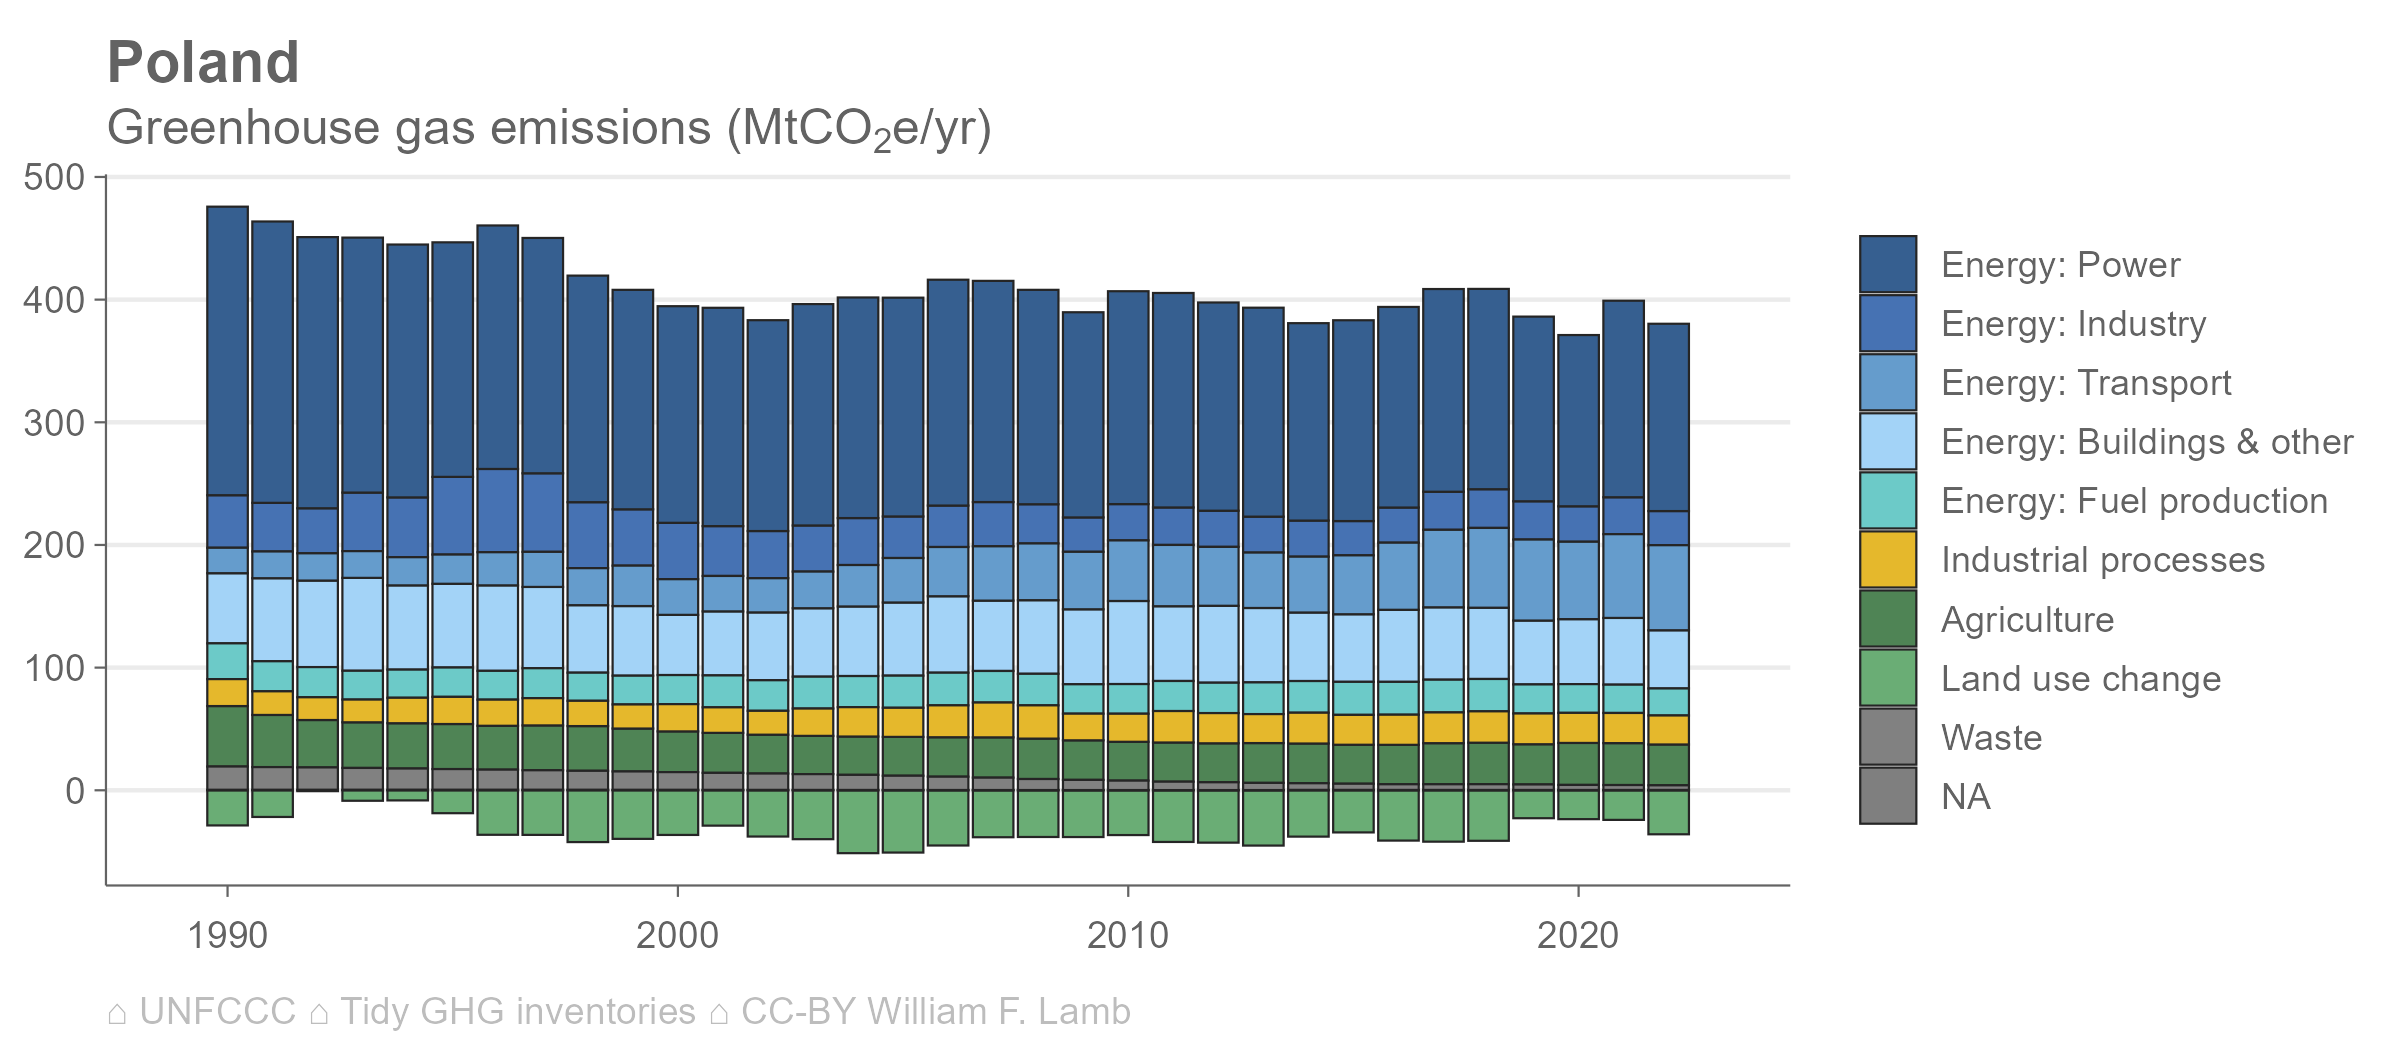 Poland
Greenhouse gas emissions (MtCO₂e/yr)
500
400
300
200
100
0
1990 2000 2010 2020
Energy: Power
Energy: Industry
Energy: Transport
Energy: Buildings & other
Energy: Fuel production
Industrial processes
Agriculture
Land use change
Waste
NA
⌂ UNFCCC ⌂ Tidy GHG inventories ⌂ CC-BY William F. Lamb